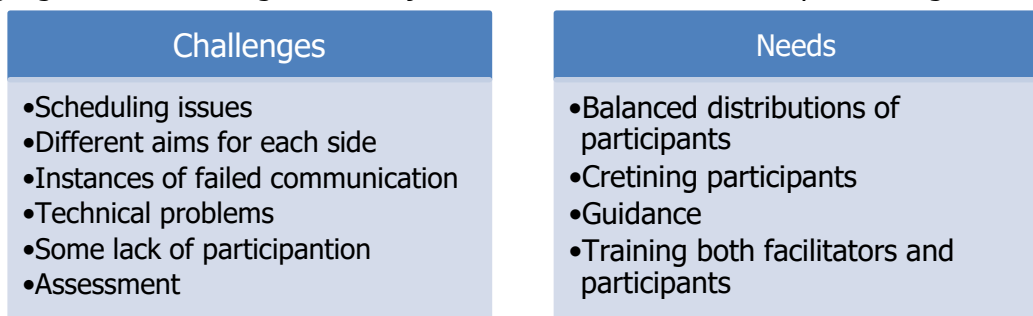 Challenges
•Scheduling issues
•Different aims for each side
•Instances of failed communication
•Technical problems
•Some lack of participantion
•Assessment
Needs
•Balanced distributions of
participants
•Cretining participants
•Guidance
•Training both facilitators and
participants